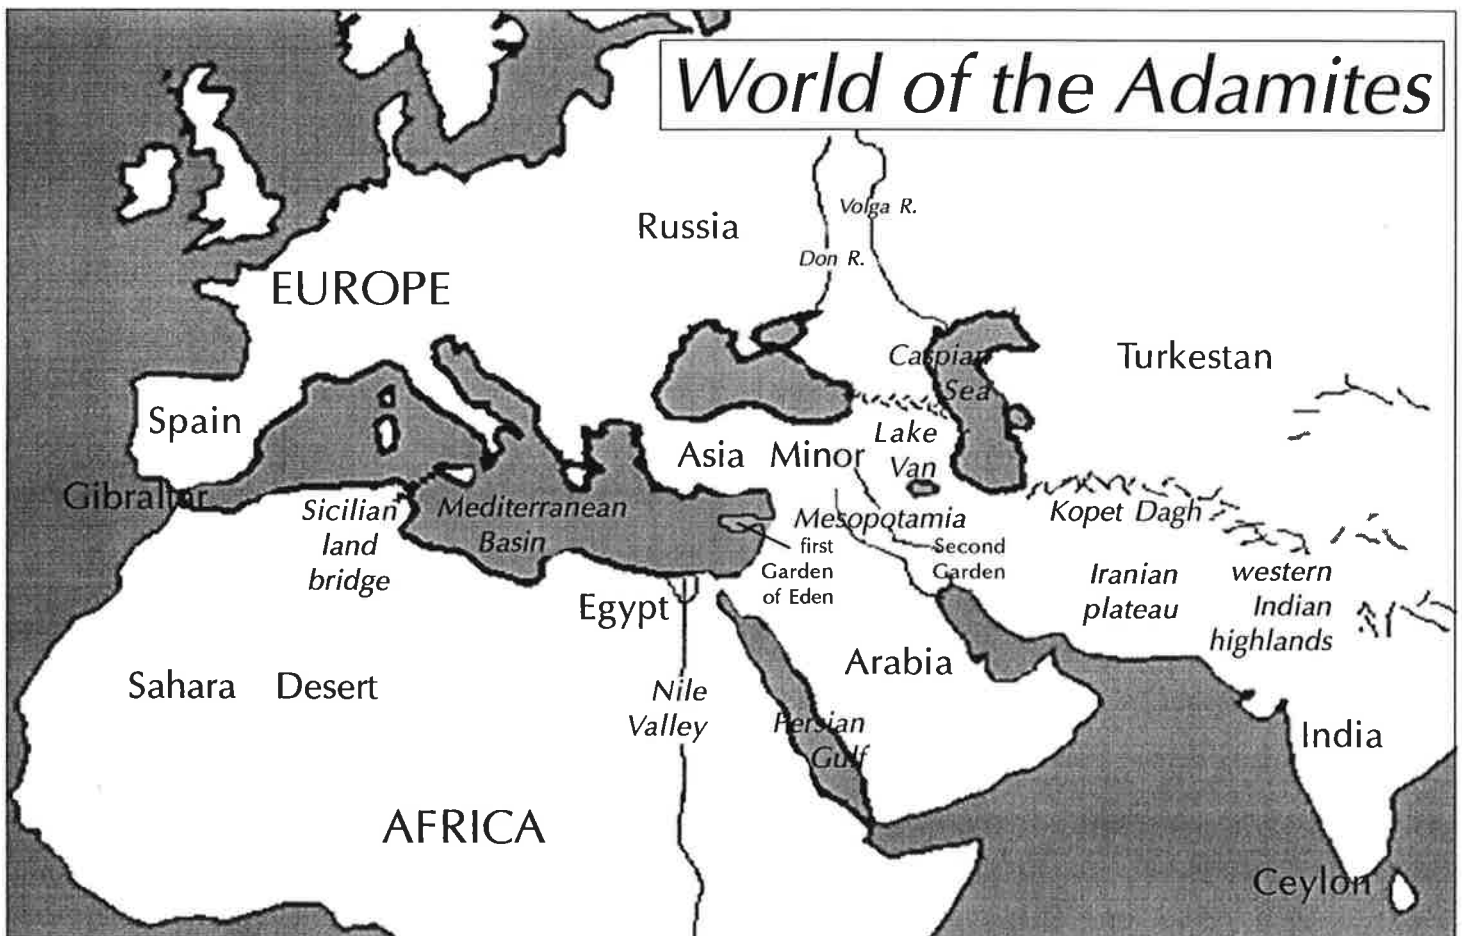 World of the Adamites
Volga R.
Russia
Don R.
EUROPE
Caspian
Sea
Turkestan
Spain
Lake
Van
Asia Minor
Gibraltar
Sicilian
land
bridge
Mediterranean
Basin
Mesopotamia
Kopet Dagh
first
Garden
of Eden
Second
Garden
Iranian
plateau
western
Indian
highlands
Egypt
Arabia
Sahara Desert
Nile
Valley
Persian
Gulf
India
AFRICA
Ceylon